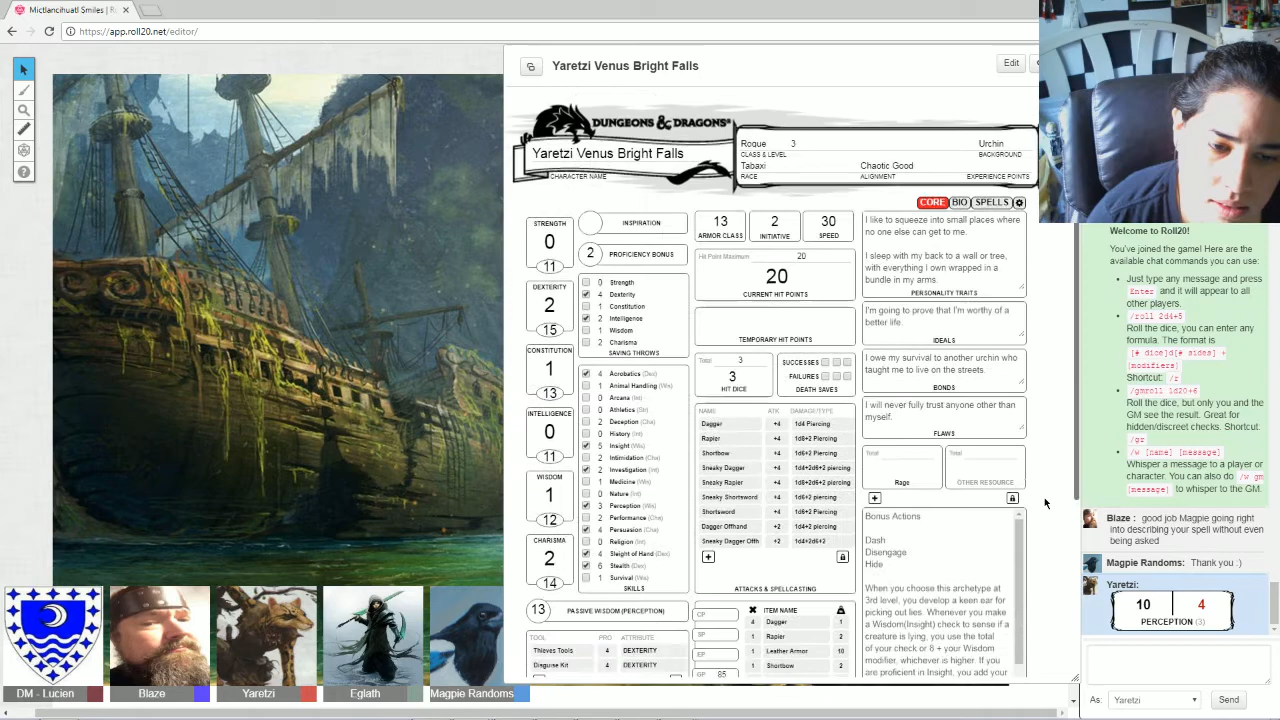 Mictlancihuatl Smiles | Ro
https://app.roll20.net/editor/
Yaretzi Venus Bright Falls
Edit
DUNGEONS & DRAGONS®
Yaretzi Venus Bright Falls
CHARACTER NAME
Rogue 3
CLASS & LEVEL
Urchin
BACKGROUND
Tabaxi
RACE
Chaotic Good
ALIGNMENT
EXPERIENCE POINTS
CORE BIO SPELLS
STRENGTH
0
11
DEXTERITY
2
15
CONSTITUTION
1
13
INTELLIGENCE
0
11
WISDOM
1
12
CHARISMA
2
14
INSPIRATION
2 PROFICIENCY BONUS
0 Strength
4 Dexterity
1 Constitution
2 Intelligence
1 Wisdom
2 Charisma
SAVING THROWS
4 Acrobatics (Dex)
1 Animal Handling (Wis)
0 Arcana (Int)
0 Athletics (Str)
2 Deception (Cha)
0 History (Int)
5 Insight (Wis)
2 Intimidation (Cha)
2 Investigation (Int)
1 Medicine (Wis)
0 Nature (Int)
3 Perception (Wis)
2 Performance (Cha)
4 Persuasion (Cha)
0 Religion (Int)
4 Sleight of Hand (Dex)
6 Stealth (Dex)
1 Survival (Wis)
SKILLS
13 PASSIVE WISDOM (PERCEPTION)
TOOL PRO ATTRIBUTE
Thieves Tools 4 DEXTERITY
Disguise Kit 4 DEXTERITY
13
ARMOR CLASS
2
INITIATIVE
30
SPEED
Hit Point Maximum 20
20
CURRENT HIT POINTS
TEMPORARY HIT POINTS
Total 3
3
HIT DICE
SUCCESSES
FAILURES
DEATH SAVES
NAME ATK DAMAGE/TYPE
Dagger +4 1d4 Piercing
Rapier +4 1d8+2 Piercing
Shortbow +4 1d6+2 Piercing
Sneaky Dagger +4 1d4+2d6+2 piercing
Sneaky Rapier +4 1d8+2d6+2 piercing
Sneaky Shortsword +4 1d6+2 piercing
Shortsword +4 1d6+2 piercing
Dagger Offhand +2 1d4+2 piercing
Sneaky Dagger Offh +2 1d4+2d6+2
ATTACKS & SPELLCASTING
CP
SP
EP
GP 85
ITEM NAME
4 Dagger 1
1 Rapier 2
1 Leather Armor 10
1 Shortbow 2
I like to squeeze into small places where
no one else can get to me.
I sleep with my back to a wall or tree,
with everything I own wrapped in a
bundle in my arms.
PERSONALITY TRAITS
I'm going to prove that I'm worthy of a
better life.
IDEALS
I owe my survival to another urchin who
taught me to live on the streets.
BONDS
I will never fully trust anyone other than
myself.
FLAWS
Total
Rage
Total
OTHER RESOURCE
Bonus Actions
Dash
Disengage
Hide
When you choose this archetype at
3rd level, you develop a keen ear for
picking out lies. Whenever you make
a Wisdom(Insight) check to sense if a
creature is lying, you use the total
of your check or 8 + your Wisdom
modifier, whichever is higher. If you
are proficient in Insight, you add your
Welcome to Roll20!
You've joined the game! Here are the
available chat commands you can use:
Just type any message and press
Enter and it will appear to all
other players.
/roll 2d4+5
Roll the dice, you can enter any
formula. The format is
[# dice]d[# sides] +
[modifiers]
Shortcut: /r
/gmroll 1d20+6
Roll the dice, but only you and the
GM see the result. Great for
hidden/discreet checks. Shortcut:
/gr
/w [name] [message]
Whisper a message to a player or
character. You can also do /w gm
[message] to whisper to the GM.
Blaze : good job Magpie going right
into describing your spell without even
being asked
Magpie Randoms: Thank you :)
Yaretzi:
10 4
PERCEPTION (3)
As: Yaretzi
Send
DM - Lucien
Blaze
Yaretzi
Eglath
Magpie Randoms